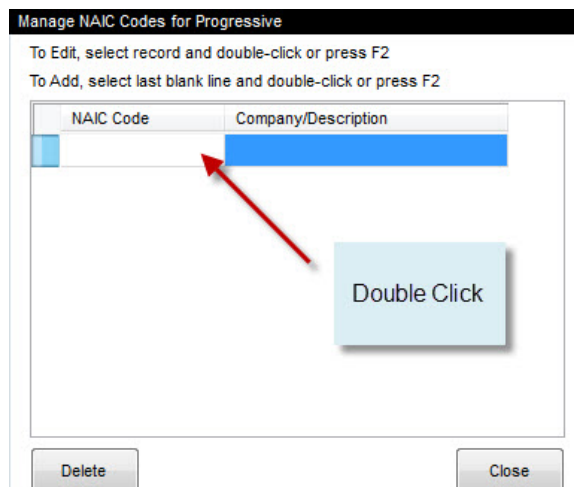 Manage NAIC Codes for Progressive
To Edit, select record and double-click or press F2
To Add, select last blank line and double-click or press F2
NAIC Code Company/Description
Double Click
Delete Close